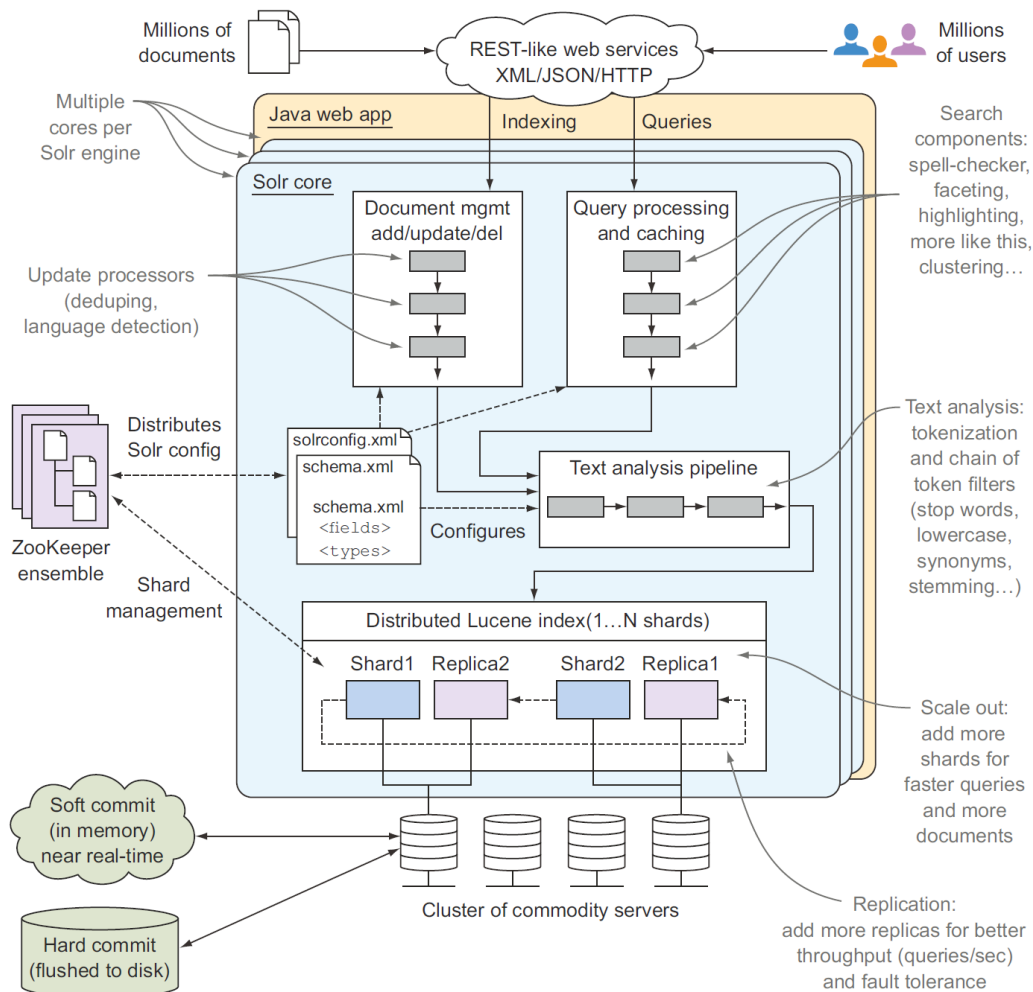 Millions of
documents
REST-like web services
XML/JSON/HTTP
Millions
of users
Multiple
cores per
Solr engine
Java web app
Indexing
Queries
Search
components:
spell-checker,
faceting,
highlighting,
more like this,
clustering…
Solr core
Document mgmt
add/update/del
Query processing
and caching
Update processors
(deduping,
language detection)
Distributes
Solr config
solrconfig.xml
schema.xml
schema.xml
<fields>
<types>
Configures
Text analysis pipeline
Text analysis:
tokenization
and chain of
token filters
(stop words,
lowercase,
synonyms,
stemming…)
ZooKeeper
ensemble
Shard
management
Distributed Lucene index(1…N shards)
Shard1
Replica2
Shard2
Replica1
Scale out:
add more
shards for
faster queries
and more
documents
Soft commit
(in memory)
near real-time
Cluster of commodity servers
Hard commit
(flushed to disk)
Replication:
add more replicas for better
throughput (queries/sec)
and fault tolerance